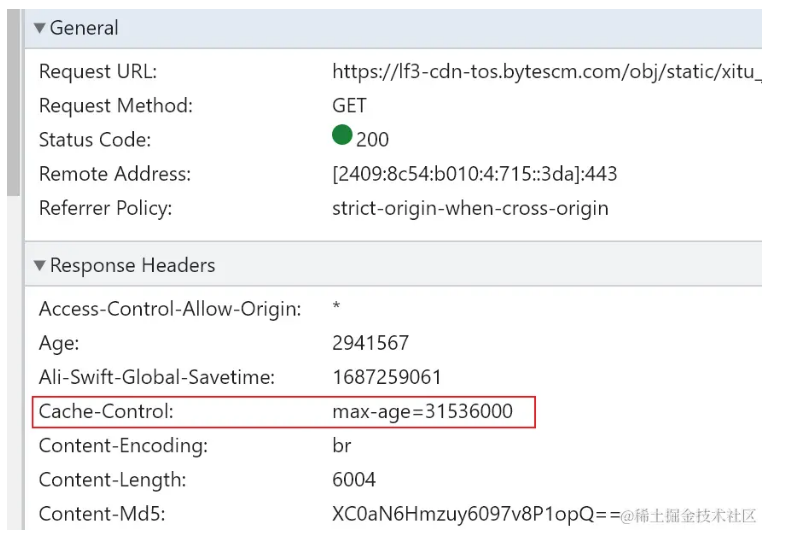 General
Request URL: https://lf3-cdn-tos.bytescm.com/obj/static/xitu_
Request Method: GET
Status Code: 200
Remote Address: [2409:8c54:b010:4:715::3da]:443
Referrer Policy: strict-origin-when-cross-origin
Response Headers
Access-Control-Allow-Origin: *
Age: 2941567
Ali-Swift-Global-Savetime: 1687259061
Cache-Control: max-age=31536000
Content-Encoding: br
Content-Length: 6004
Content-Md5: XC0aN6Hmzuy6097v8P1opQ==
@稀土掘金技术社区